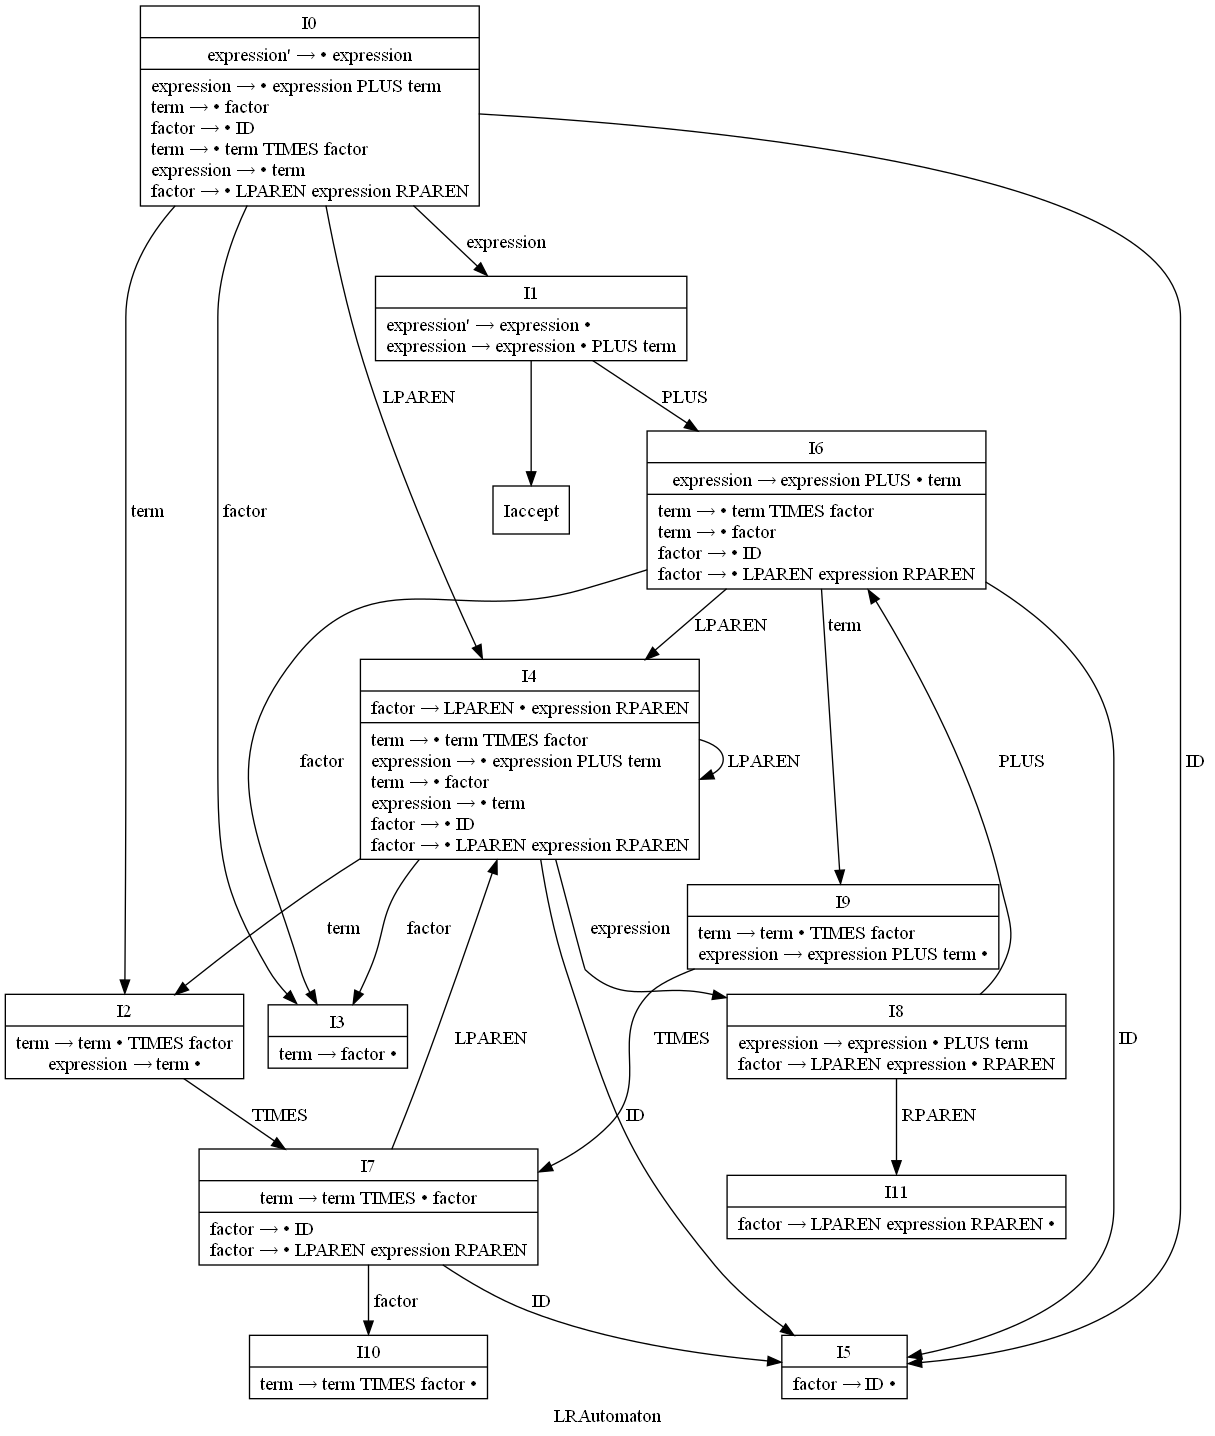 I0
expression' → • expression
expression → • expression PLUS term
term → • factor
factor → • ID
term → • term TIMES factor
expression → • term
factor → • LPAREN expression RPAREN
expression
I1
expression' → expression •
expression → expression • PLUS term
LPAREN
PLUS
I6
expression → expression PLUS • term
term → • term TIMES factor
term → • factor
factor → • ID
factor → • LPAREN expression RPAREN
Iaccept
term
factor
LPAREN
term
I4
factor → LPAREN • expression RPAREN
term → • term TIMES factor
expression → • expression PLUS term
term → • factor
expression → • term
factor → • ID
factor → • LPAREN expression RPAREN
factor
LPAREN
PLUS
ID
I9
term → term • TIMES factor
expression → expression PLUS term •
term
factor
expression
I2
term → term • TIMES factor
expression → term •
I3
term → factor •
LPAREN
TIMES
I8
expression → expression • PLUS term
factor → LPAREN expression • RPAREN
ID
TIMES
ID
RPAREN
I7
term → term TIMES • factor
factor → • ID
factor → • LPAREN expression RPAREN
I11
factor → LPAREN expression RPAREN •
factor
ID
I10
term → term TIMES factor •
I5
factor → ID •
LRAutomaton